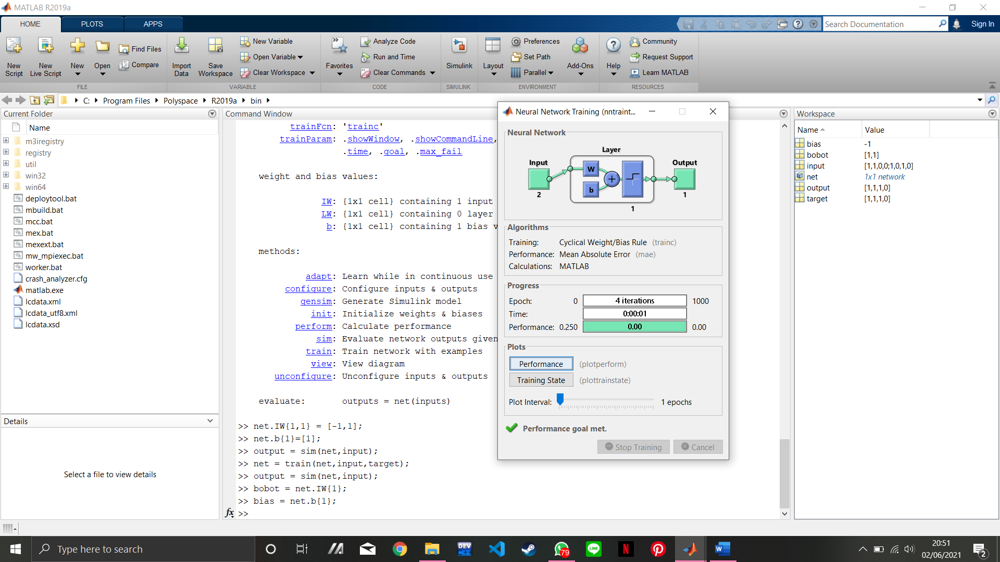 MATLAB R2019a
HOME PLOTS APPS
Search Documentation
Sign In
New Script
New Live Script
New
Open
Find Files
Compare
Import Data
Save Workspace
New Variable
Open Variable
Clear Workspace
Favorites
Analyze Code
Run and Time
Clear Commands
Simulink
Layout
Preferences
Set Path
Parallel
Add-Ons
Help
Community
Request Support
Learn MATLAB
FILE VARIABLE CODE SIMULINK ENVIRONMENT RESOURCES
C: Program Files Polyspace R2019a bin
Current Folder
Name
m3iregistry
registry
util
win32
win64
deploytool.bat
mbuild.bat
mcc.bat
mex.bat
mexext.bat
mw_mpiexec.bat
worker.bat
crash_analyzer.cfg
matlab.exe
lcdata.xml
lcdata_utf8.xml
lcdata.xsd
Details
Select a file to view details
Command Window
trainFcn: 'trainc'
trainParam: .showWindow, .showCommandLine,
.time, .goal, .max_fail
weight and bias values:
IW: {1x1 cell} containing 1 input
LW: {1x1 cell} containing 0 layer
b: {1x1 cell} containing 1 bias v
methods:
adapt: Learn while in continuous use
configure: Configure inputs & outputs
gensim: Generate Simulink model
init: Initialize weights & biases
perform: Calculate performance
sim: Evaluate network outputs given
train: Train network with examples
view: View diagram
unconfigure: Unconfigure inputs & outputs
evaluate: outputs = net(inputs)
>> net.IW{1,1} = [-1,1];
>> net.b{1}=[1];
>> output = sim(net,input);
>> net = train(net,input,target);
>> output = sim(net,input);
>> bobot = net.IW{1};
>> bias = net.b{1};
fx >>
Neural Network Training (nntraint...
Neural Network
Layer
Input
Output
W
b
2
1
1
Algorithms
Training: Cyclical Weight/Bias Rule (trainc)
Performance: Mean Absolute Error (mae)
Calculations: MATLAB
Progress
Epoch: 0 4 iterations 1000
Time: 0:00:01
Performance: 0.250 0.00 0.00
Plots
Performance (plotperform)
Training State (plottrainstate)
Plot Interval: 1 epochs
Performance goal met.
Stop Training Cancel
Workspace
Name Value
bias -1
bobot [1,1]
input [1,1,0,0;1,0,1,0]
net 1x1 network
output [1,1,1,0]
target [1,1,1,0]
Type here to search
DEV
79
LINE
N
W
20:51
02/06/2021
2